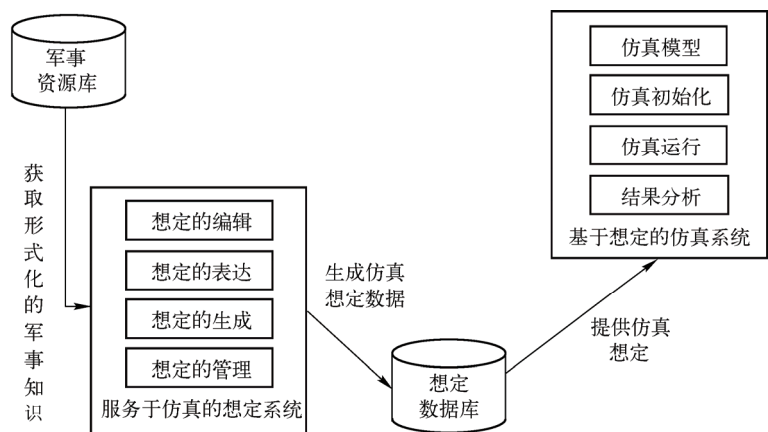 军事
资源库
获取形式化的军事知识
想定的编辑
想定的表达
想定的生成
想定的管理
服务于仿真的想定系统
生成仿真
想定数据
想定
数据库
提供仿真
想定
仿真模型
仿真初始化
仿真运行
结果分析
基于想定的仿真系统